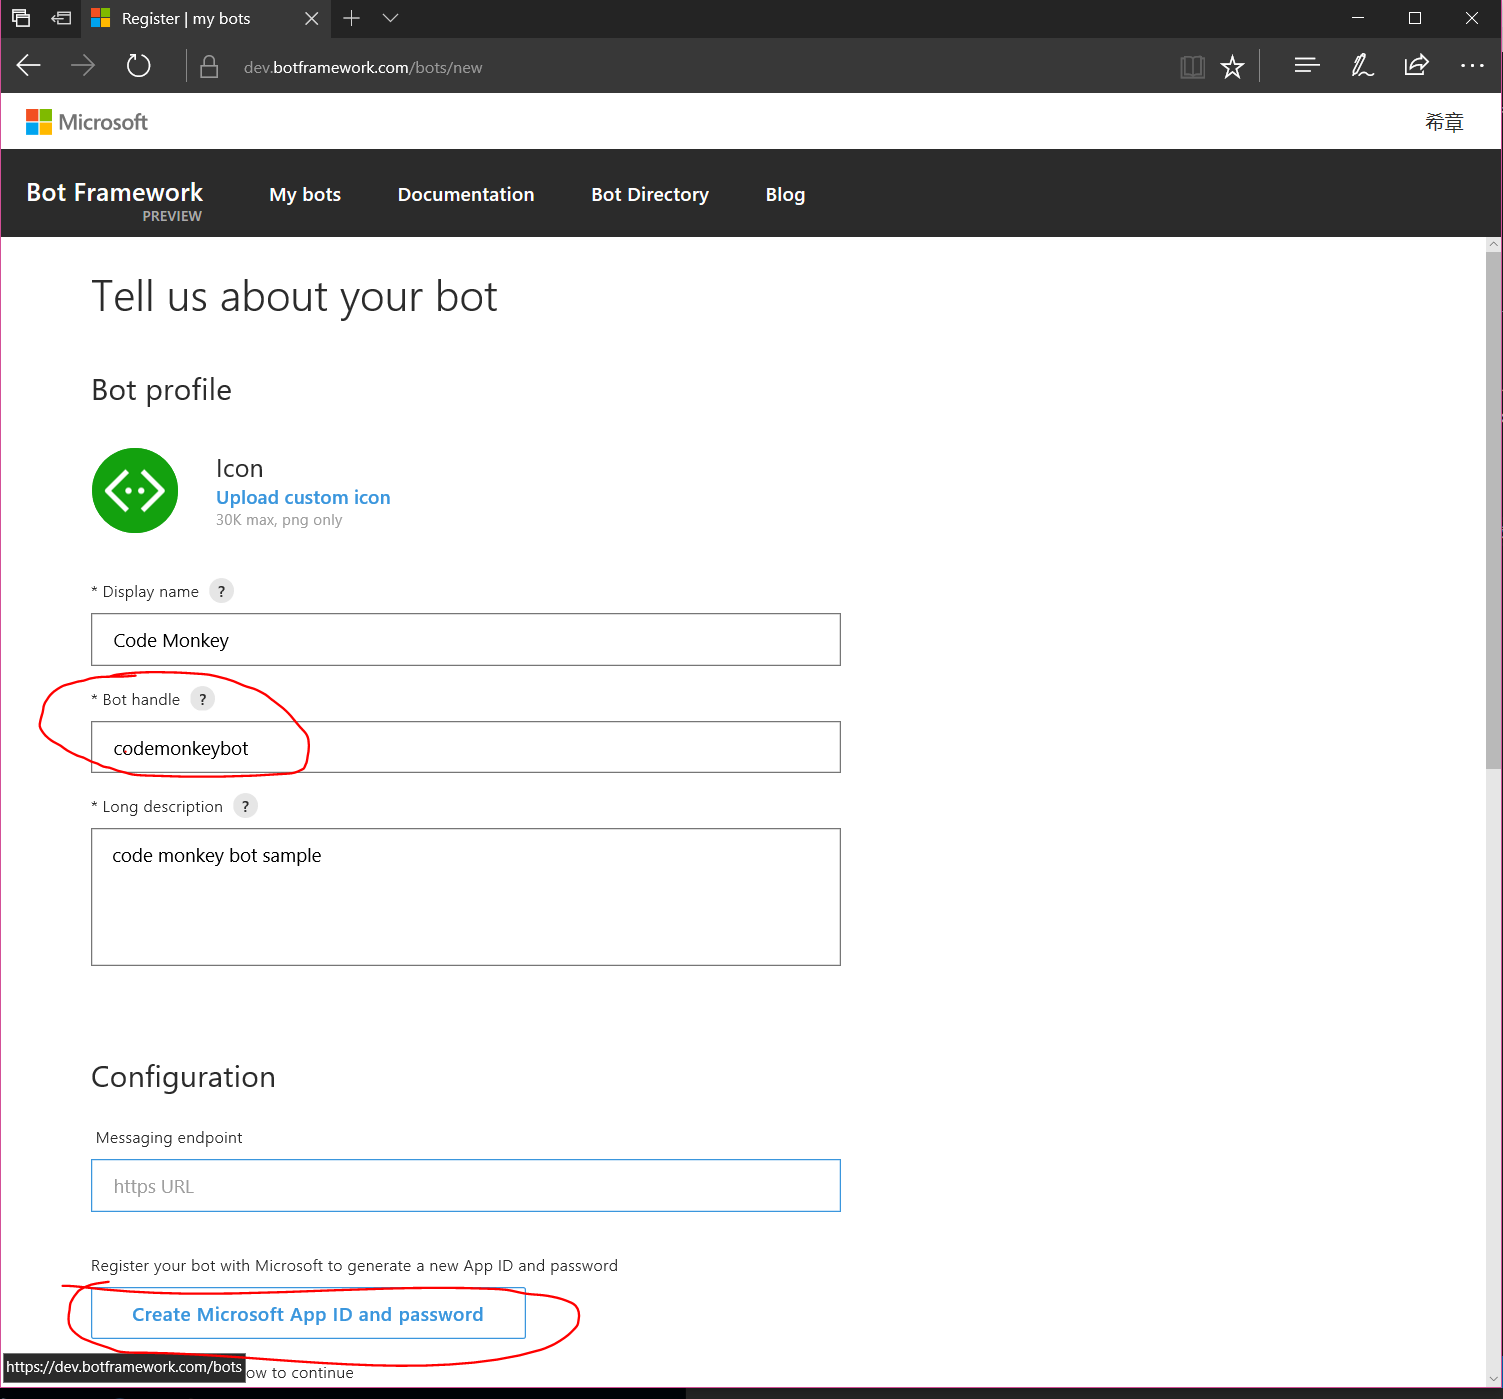 Register | my bots
dev.botframework.com/bots/new
Microsoft
希章
Bot Framework
PREVIEW
My bots
Documentation
Bot Directory
Blog
Tell us about your bot
Bot profile
Icon
Upload custom icon
30K max, png only
* Display name ?
Code Monkey
* Bot handle ?
codemonkeybot
* Long description ?
code monkey bot sample
Configuration
Messaging endpoint
https URL
Register your bot with Microsoft to generate a new App ID and password
Create Microsoft App ID and password
https://dev.botframework.com/bots
ow to continue